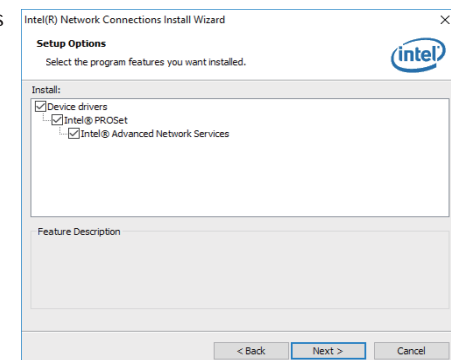 s
Intel(R) Network Connections Install Wizard
Setup Options
Select the program features you want installed.
intel
Install:
Device drivers
Intel® PROSet
Intel® Advanced Network Services
Feature Description
< Back Next > Cancel